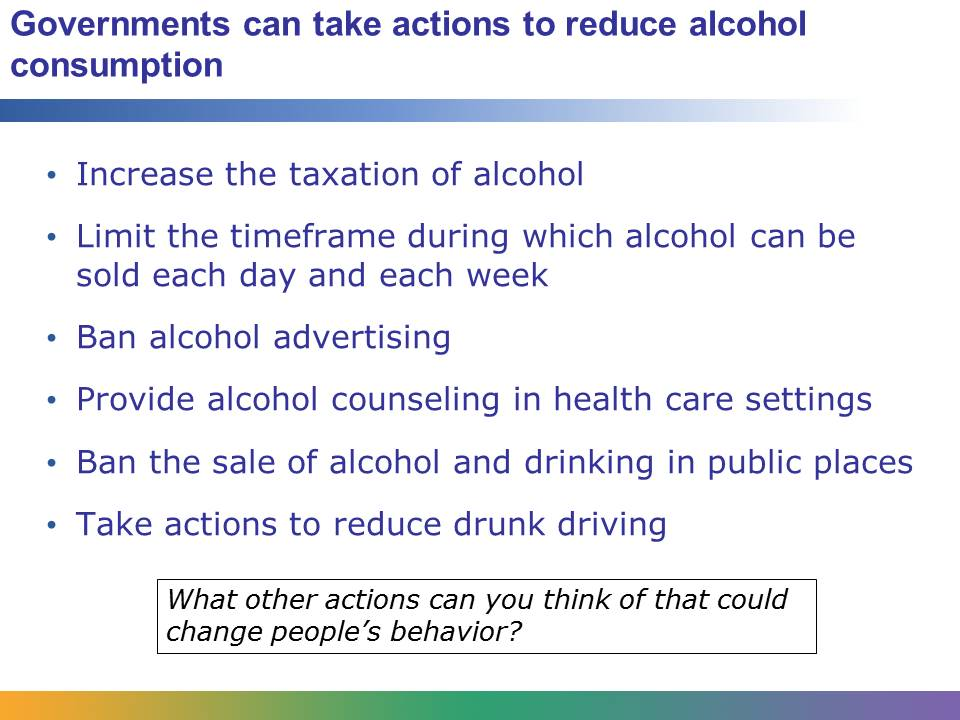 Governments can take actions to reduce alcohol
consumption
• Increase the taxation of alcohol
• Limit the timeframe during which alcohol can be
sold each day and each week
• Ban alcohol advertising
• Provide alcohol counseling in health care settings
• Ban the sale of alcohol and drinking in public places
• Take actions to reduce drunk driving
What other actions can you think of that could
change people’s behavior?